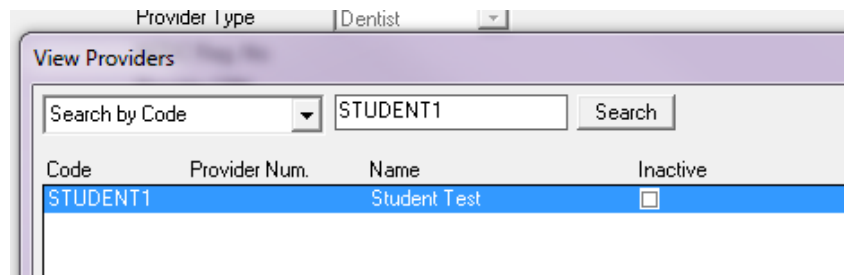 Provider Type Dentist
View Providers
Search by Code STUDENT1 Search
Code Provider Num. Name Inactive
STUDENT1 Student Test